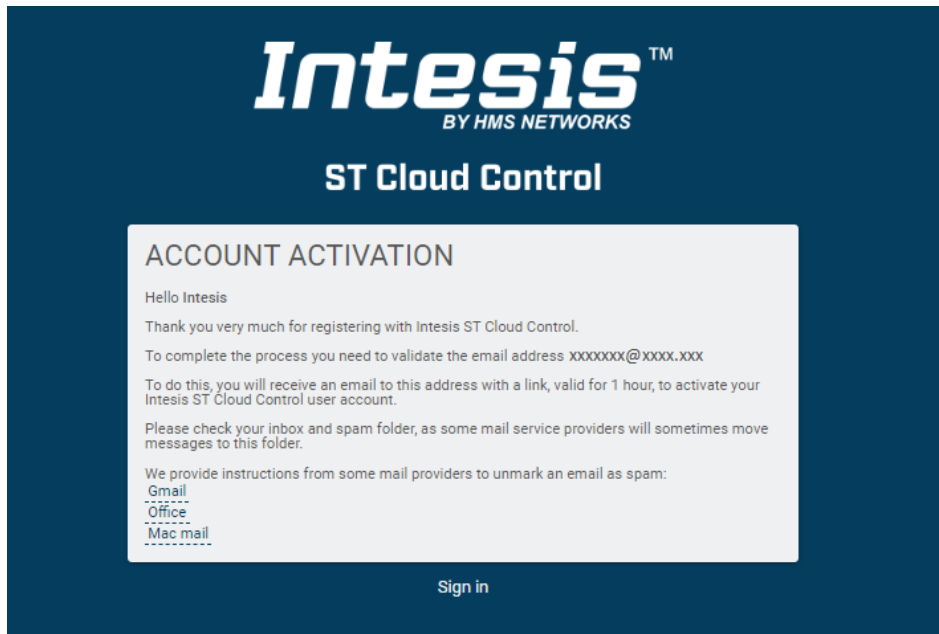 Intesis™
BY HMS NETWORKS
ST Cloud Control
ACCOUNT ACTIVATION
Hello Intesis
Thank you very much for registering with Intesis ST Cloud Control.
To complete the process you need to validate the email address xxxxxxx@xxxx.xxx
To do this, you will receive an email to this address with a link, valid for 1 hour, to activate your
Intesis ST Cloud Control user account.
Please check your inbox and spam folder, as some mail service providers will sometimes move
messages to this folder.
We provide instructions from some mail providers to unmark an email as spam:
Gmail
Office
Mac mail
Sign in